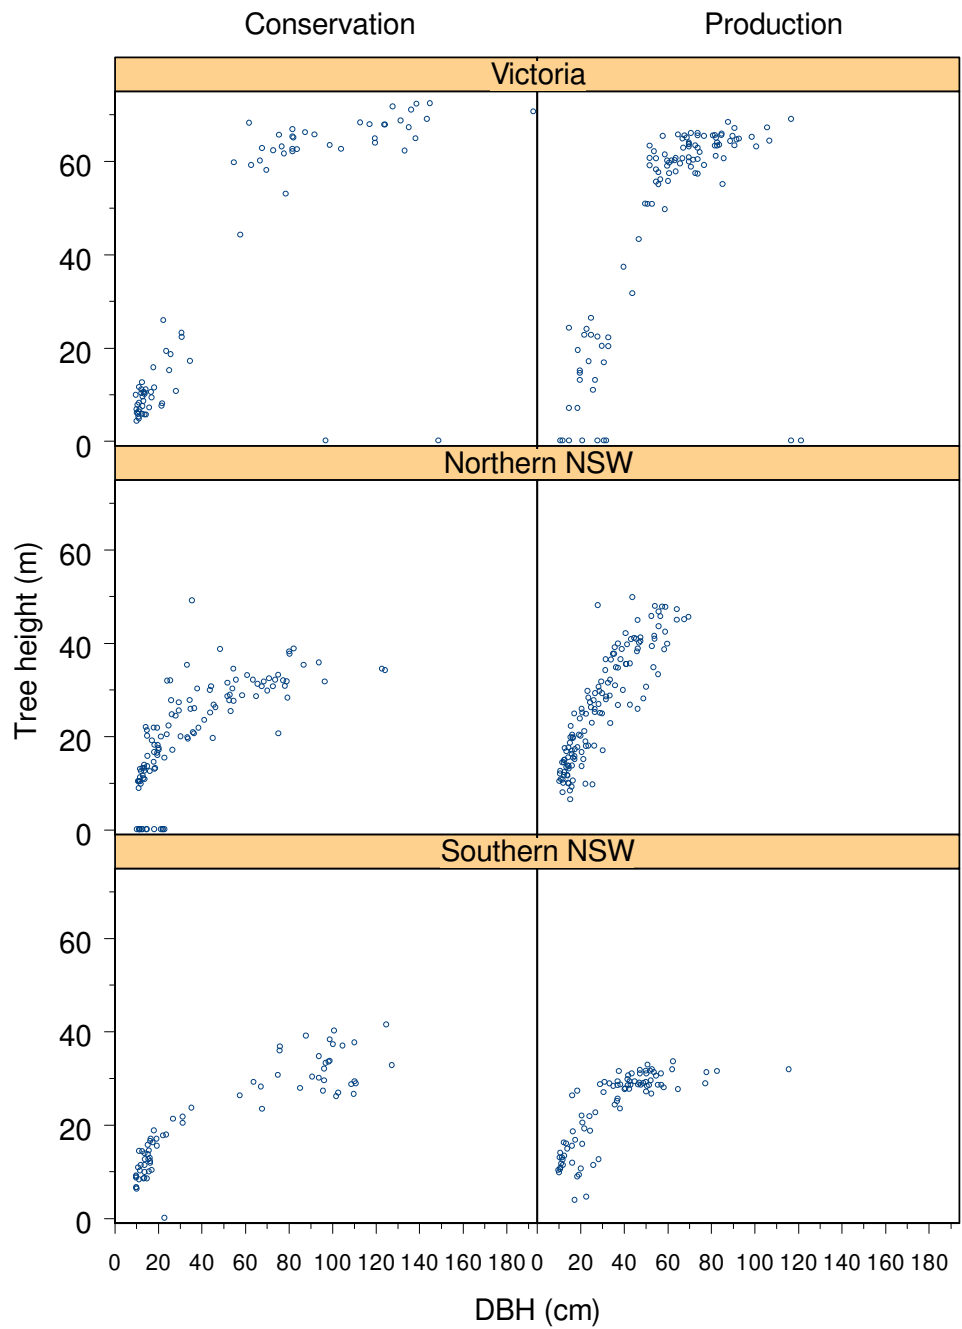 Conservation Production
Victoria
60
40
20
0
Northern NSW
60
40
20
0
Southern NSW
60
40
20
0
Tree height (m)
0 20 40 60 80 100 120 140 160 180 0 20 40 60 80 100 120 140 160 180
DBH (cm)